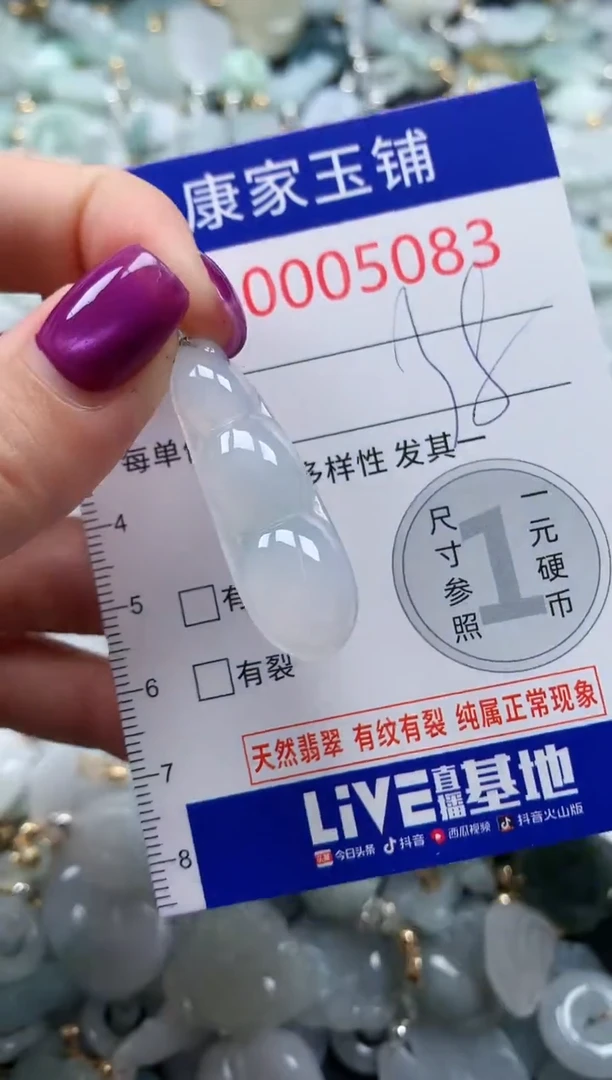 康家玉铺
0005083
18
每单 多样性 发其一
尺寸参照
1
一元硬币
4
5
6
7
8
□有
□有裂
天然翡翠 有纹有裂 纯属正常现象
LiVE直播基地
今日头条 抖音 西瓜视频 抖音火山版